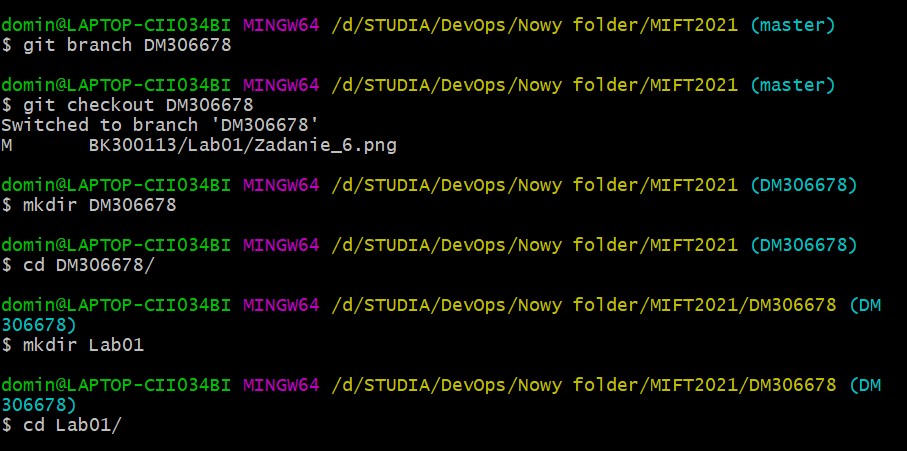 domin@LAPTOP-CII034BI MINGW64 /d/STUDIA/DevOps/Nowy folder/MIFT2021 (master)
$ git branch DM306678
domin@LAPTOP-CII034BI MINGW64 /d/STUDIA/DevOps/Nowy folder/MIFT2021 (master)
$ git checkout DM306678
Switched to branch 'DM306678'
M       BK300113/Lab01/Zadanie_6.png
domin@LAPTOP-CII034BI MINGW64 /d/STUDIA/DevOps/Nowy folder/MIFT2021 (DM306678)
$ mkdir DM306678
domin@LAPTOP-CII034BI MINGW64 /d/STUDIA/DevOps/Nowy folder/MIFT2021 (DM306678)
$ cd DM306678/
domin@LAPTOP-CII034BI MINGW64 /d/STUDIA/DevOps/Nowy folder/MIFT2021/DM306678 (DM
306678)
$ mkdir Lab01
domin@LAPTOP-CII034BI MINGW64 /d/STUDIA/DevOps/Nowy folder/MIFT2021/DM306678 (DM
306678)
$ cd Lab01/